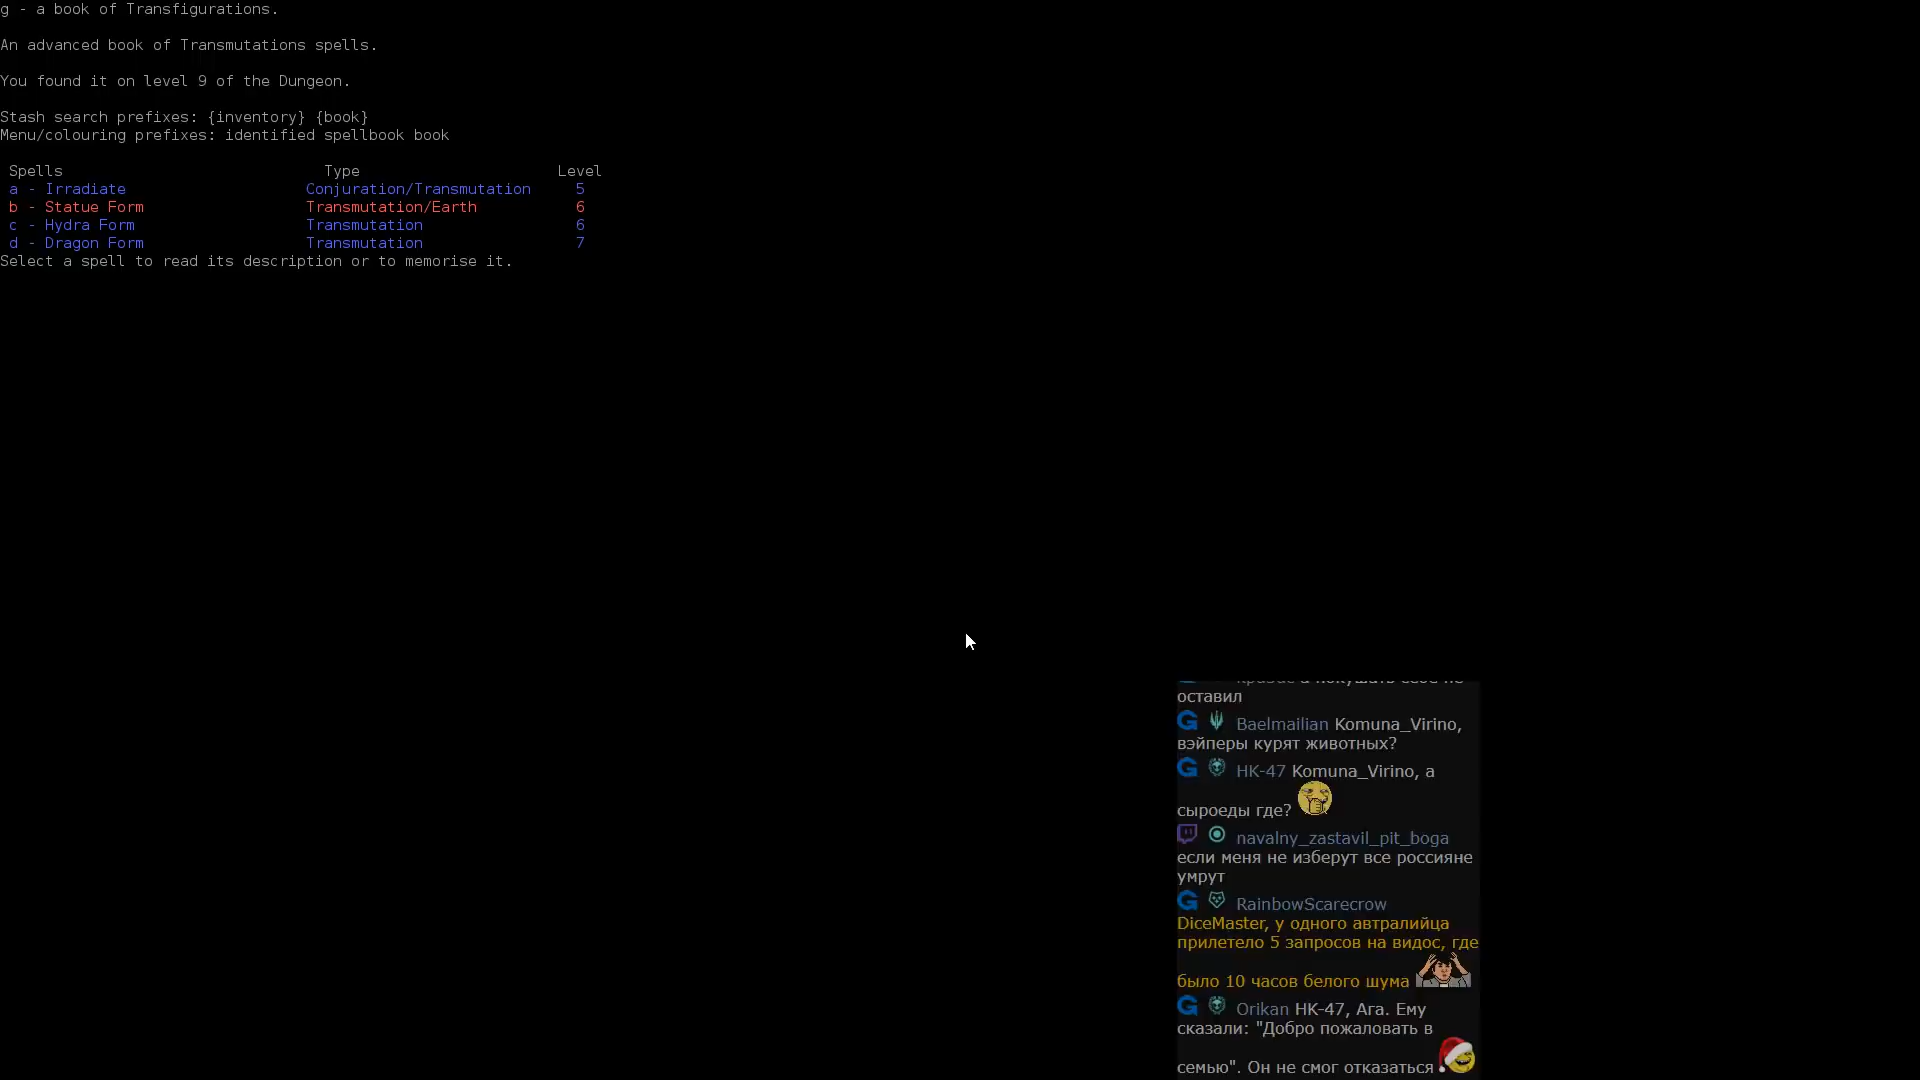 g - a book of Transfigurations.
An advanced book of Transmutations spells.
You found it on level 9 of the Dungeon.
Stash search prefixes: {inventory} {book}
Menu/colouring prefixes: identified spellbook book
Spells Type Level
a - Irradiate Conjuration/Transmutation 5
b - Statue Form Transmutation/Earth 6
c - Hydra Form Transmutation 6
d - Dragon Form Transmutation 7
Select a spell to read its description or to memorise it.
оставил
Baelmailian Komuna_Virino,
вэйперы курят животных?
HK-47 Komuna_Virino, а
сыроеды где?
navalny_zastavil_pit_boga
если меня не изберут все россияне
умрут
RainbowScarecrow
DiceMaster, у одного автралийца
прилетело 5 запросов на видос, где
было 10 часов белого шума
Orikan HK-47, Ага. Ему
сказали: "Добро пожаловать в
семью". Он не смог отказаться